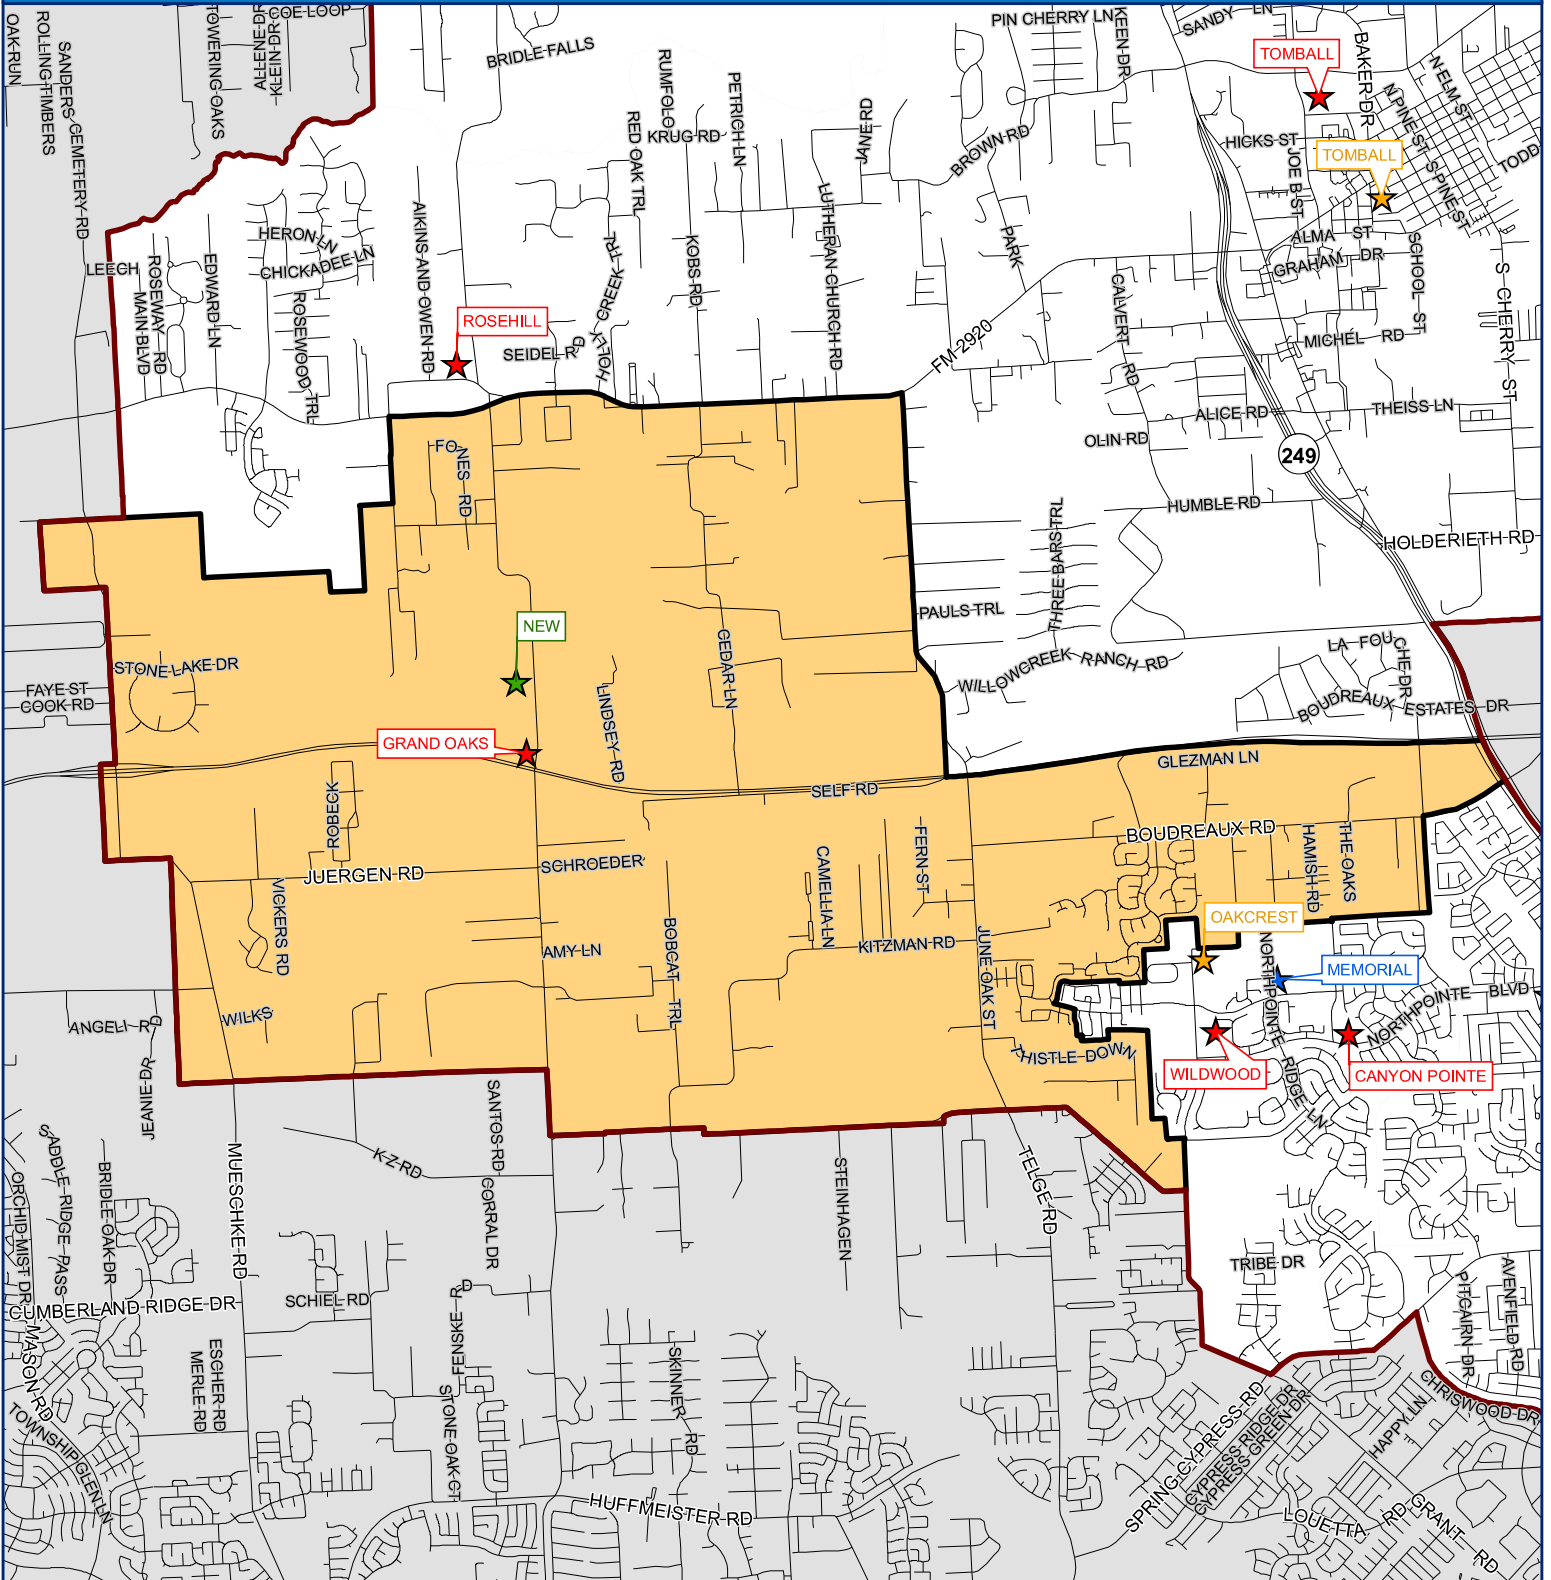 OAK RUN
ROLLING TIMBERS
SANDERS CEMETERY RD
TOWERING OAKS
ALLENE DR
KLEIN DR
COE LOOP
BRIDLE FALLS
RUMFOLO
PETRICH LN
KRUG RD
RED OAK TRL
JANE RD
PIN CHERRY LN
KEEN DR
SANDY LN
TOMBALL
BAKER DR
N ELM ST
N PINE ST
S PINE ST
TODD
HICKS ST
JOE B ST
TOMBALL
BROWN RD
PARK
ALMA ST
GRAHAM DR
SCHOOL ST
S CHERRY ST
LEECH
ROSEWAY RD
MAIN BLVD
EDWARD LN
HERON LN
CHICKADEE LN
ROSEWOOD TRL
AIKINS AND OWEN RD
ROSEHILL
SEIDEL RD
HOLLY CREEK TRL
KOBS RD
LUTHERAN CHURCH RD
FM 2920
CALVERT RD
MICHEL RD
ALICE RD
THEISS LN
OLIN RD
249
HUMBLE RD
HOLDERIETH RD
FONES RD
THREE BARS TRL
PAULS TRL
WILLOWCREEK RANCH RD
LA FOUCHE DR
BOUDREAUX ESTATES DR
NEW
STONE LAKE DR
FAYE ST
COOK RD
CEDAR LN
LINDSEY RD
GRAND OAKS
GLEZMAN LN
SELF RD
ROBECK
BOUDREAUX RD
HAMISH RD
THE OAKS
FERN ST
CAMELLIA LN
SCHROEDER
JUERGEN RD
VICKERS RD
AMY LN
BOBCAT TRL
KITZMAN RD
JUNE OAK ST
OAKCREST
NORTHPOINTE RIDGE LN
MEMORIAL
NORTHPOINTE BLVD
WILKS
ANGELI RD
JEANIE DR
THISTLE DOWN
WILDWOOD
CANYON POINTE
SADDLE RIDGE PASS
ORCHID MIST DR
BRIDLE OAK DR
MUESCHKE RD
K Z RD
SANTOS RD
CORRAL DR
STEINHAGEN
TELGE RD
TRIBE DR
PITCAIRN DR
AVENFIELD RD
CUMBERLAND RIDGE DR
SCHIEL RD
FENSKE RD
MASON RD
ESCHER RD
MERLE RD
SKINNER RD
STONE OAK CT
TOWNSHIP GLEN LN
HUFFMEISTER RD
SPRING CYPRESS RD
CYPRESS RIDGE DR
CYPRESS GREEN DR
HAPPY LN
CHRISWOOD DR
LOUETTA RD
GRANT RD